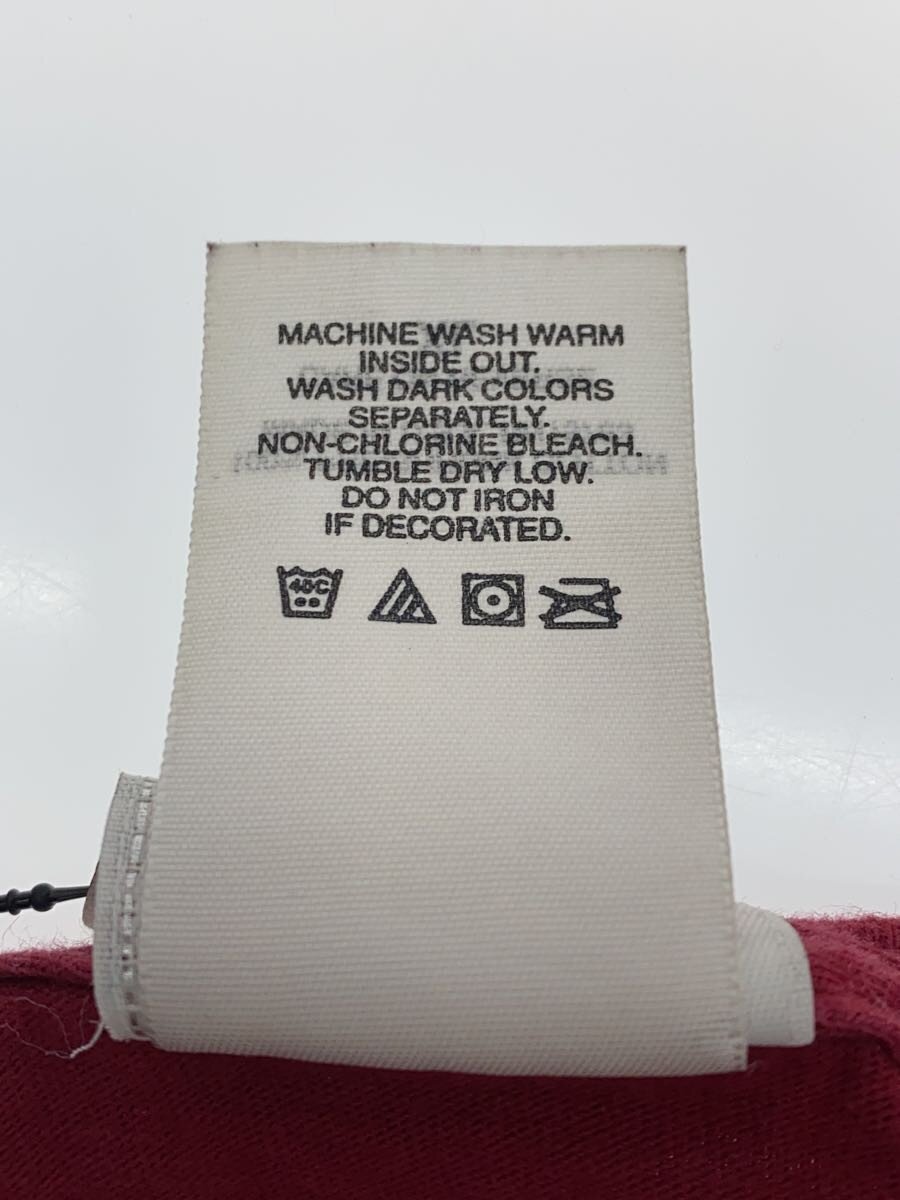 MACHINE WASH WARM
INSIDE OUT.
WASH DARK COLORS
SEPARATELY.
NON-CHLORINE BLEACH.
TUMBLE DRY LOW.
DO NOT IRON
IF DECORATED.
40C